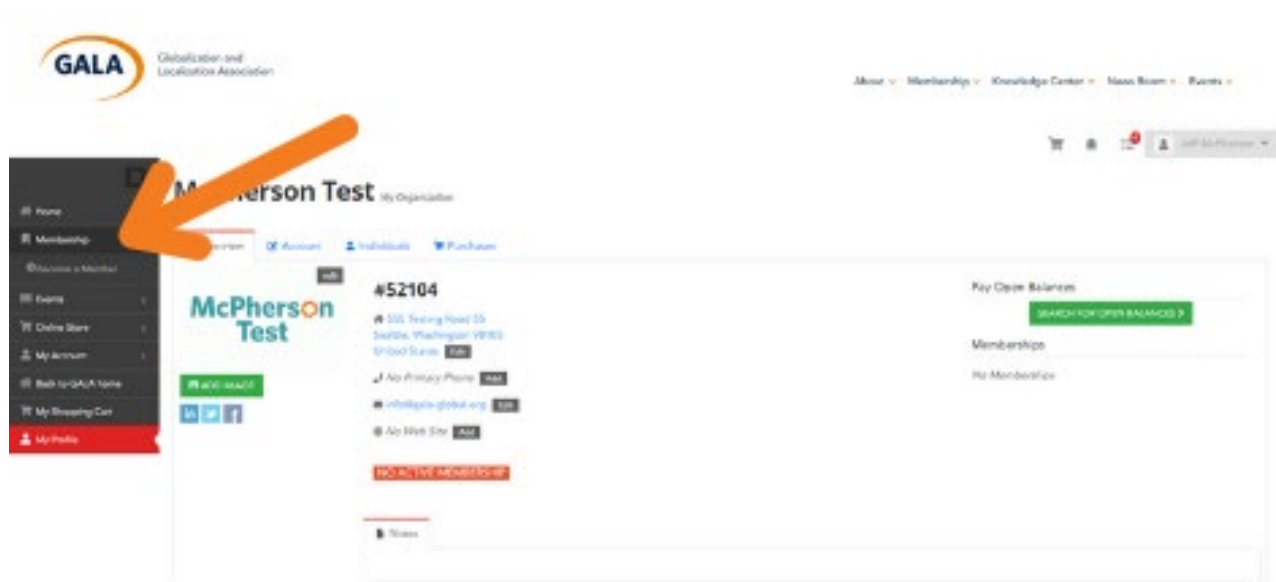 GALA
Globalization and
Localization Association
About Membership Knowledge Center News Room Events
McPherson Test My Organization
Home
Membership
Become a Member
Events
Online Store
My Account
Back to GALA home
My Shopping Cart
My Profile
Account Individuals Purchases
edit
McPherson
Test
ADD IMAGE
#52104
555 Testing Road
Seattle, Washington 98103
United States Edit
No Primary Phone Add
info@gala-global.org Edit
No Web Site Add
NO ACTIVE MEMBERSHIP
Notes
Pay Open Balances
SEARCH FOR OPEN BALANCES
Memberships
No Memberships